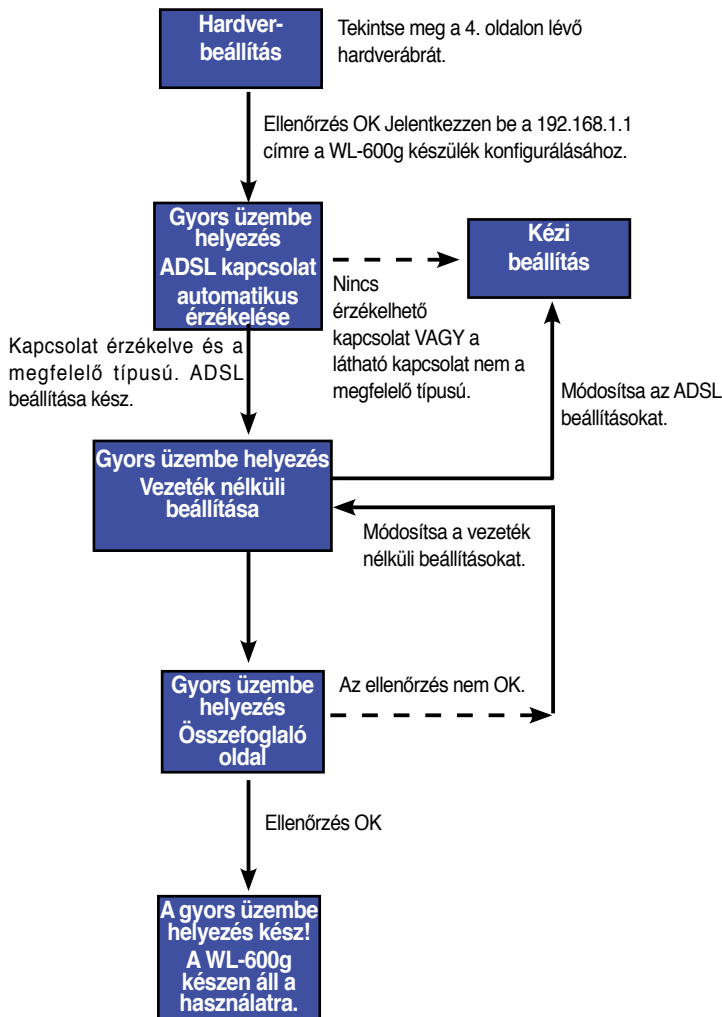 Hardver-
beállítás
Tekintse meg a 4. oldalon lévő
hardverábrát.
Ellenőrzés OK Jelentkezzen be a 192.168.1.1
címre a WL-600g készülék konfigurálásához.
Gyors üzembe
helyezés
ADSL kapcsolat
automatikus
érzékelése
Kézi
beállítás
Nincs
érzékelhető
kapcsolat VAGY a
látható kapcsolat nem a
megfelelő típusú.
Kapcsolat érzékelve és a
megfelelő típusú. ADSL
beállítása kész.
Módosítsa az ADSL
beállításokat.
Gyors üzembe helyezés
Vezeték nélküli
beállítása
Módosítsa a vezeték
nélküli beállításokat.
Gyors üzembe
helyezés
Összefoglaló
oldal
Az ellenőrzés nem OK.
Ellenőrzés OK
A gyors üzembe
helyezés kész!
A WL-600g
készen áll a
használatra.